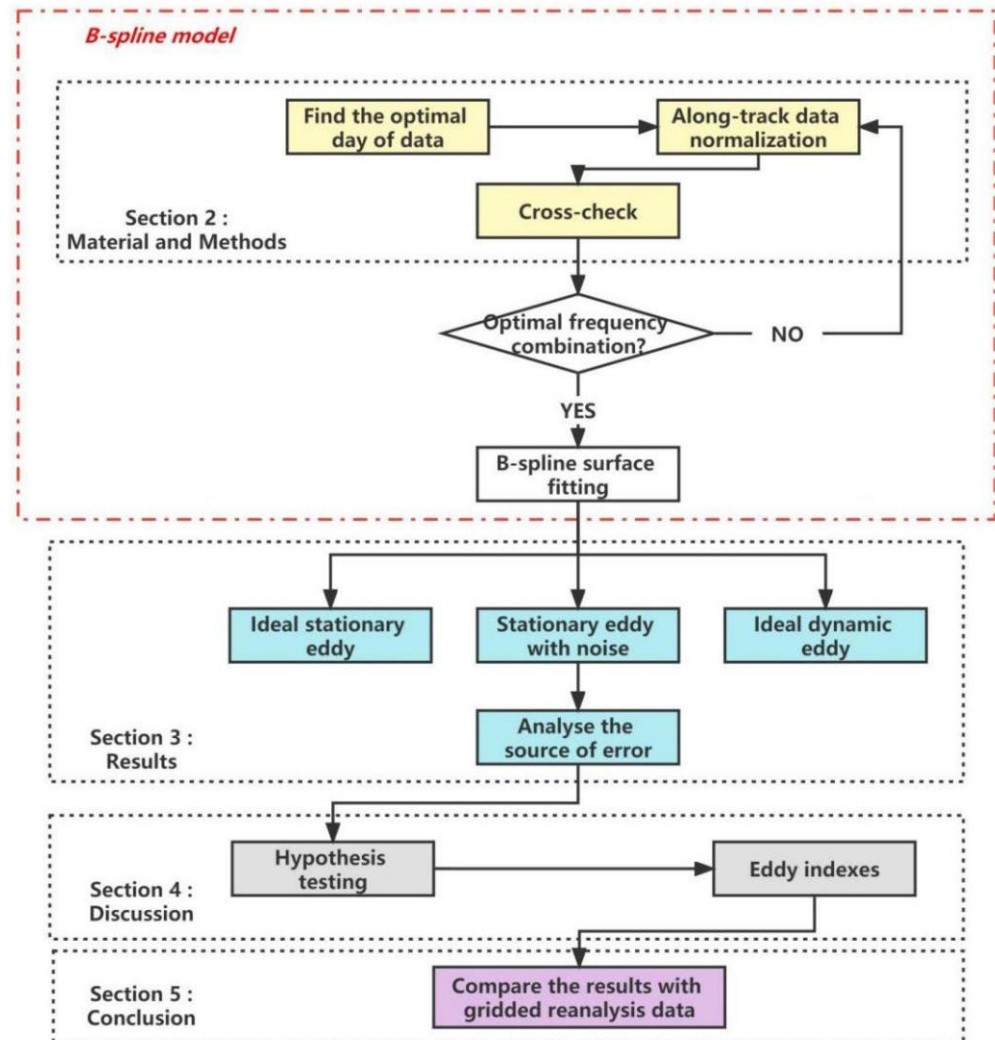 B-spline model
Find the optimal
day of data
Along-track data
normalization
Cross-check
Section 2 :
Material and Methods
Optimal frequency
combination?
NO
YES
B-spline surface
fitting
Ideal stationary
eddy
Stationary eddy
with noise
Ideal dynamic
eddy
Analyse the
source of error
Section 3 :
Results
Hypothesis
testing
Eddy indexes
Section 4 :
Discussion
Compare the results with
gridded reanalysis data
Section 5 :
Conclusion